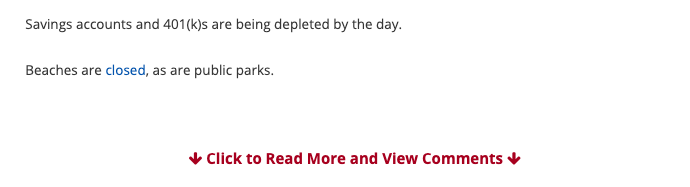 Savings accounts and 401(k)s are being depleted by the day.
Beaches are closed, as are public parks.
↓ Click to Read More and View Comments ↓